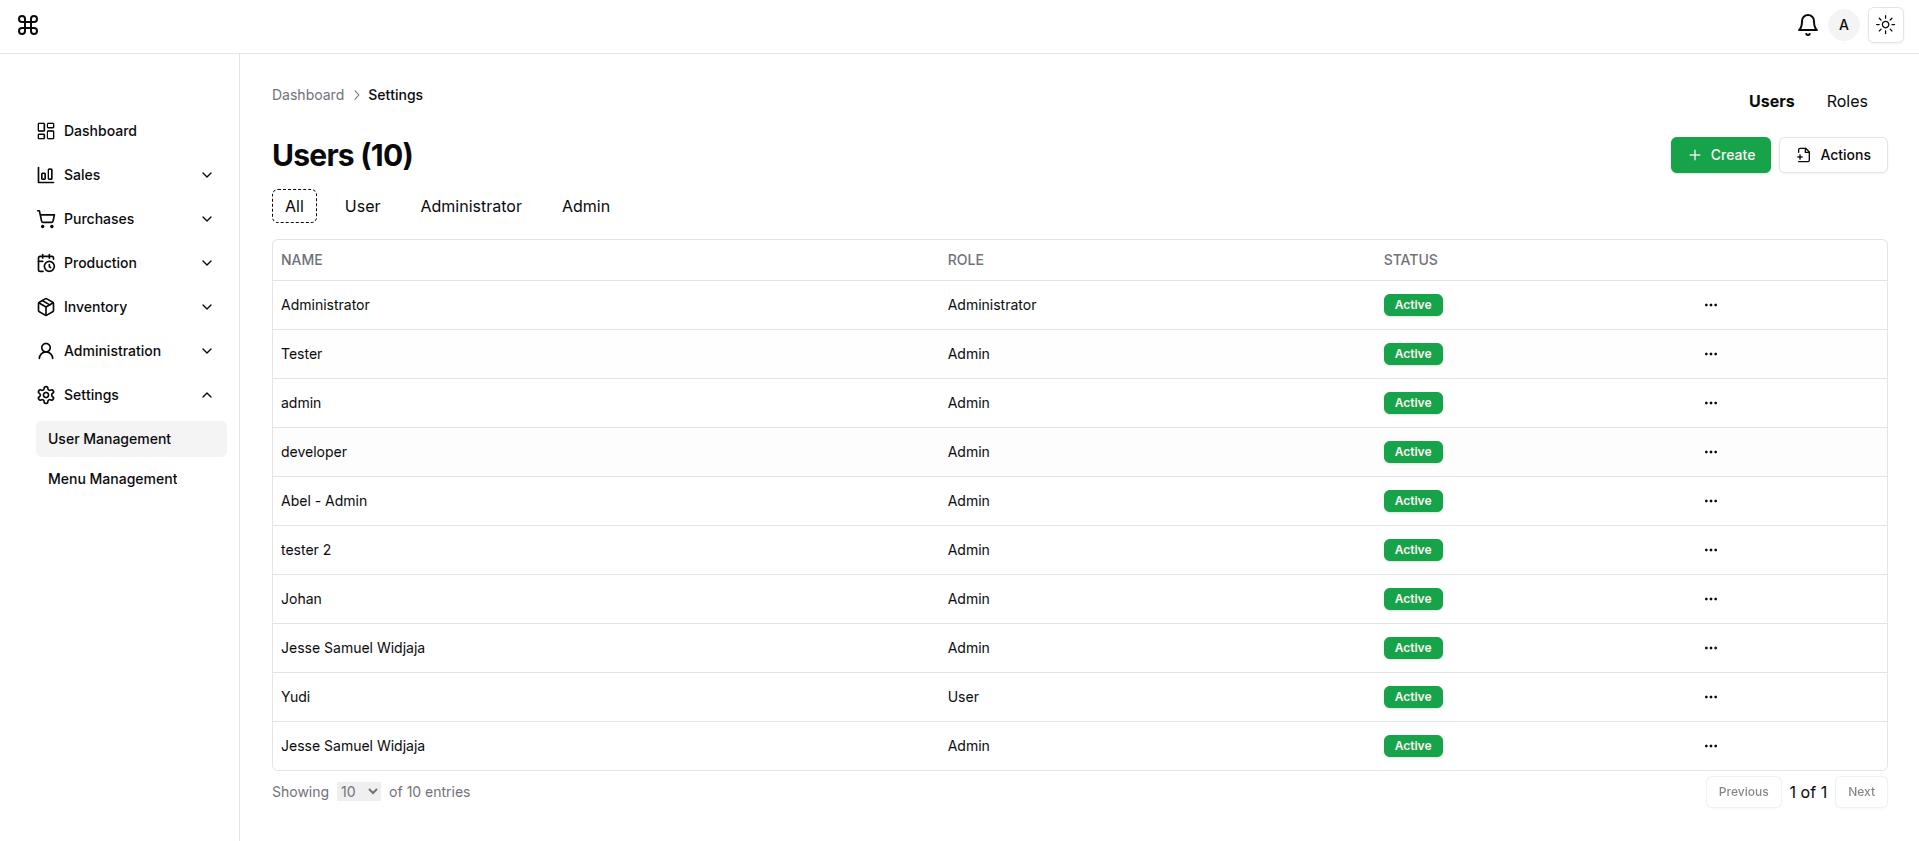 A
Dashboard
Sales
Purchases
Production
Inventory
Administration
Settings
User Management
Menu Management
Dashboard > Settings
Users Roles
Users (10)
Create Actions
All User Administrator Admin
NAME ROLE STATUS
Administrator Administrator Active ...
Tester Admin Active ...
admin Admin Active ...
developer Admin Active ...
Abel - Admin Admin Active ...
tester 2 Admin Active ...
Johan Admin Active ...
Jesse Samuel Widjaja Admin Active ...
Yudi User Active ...
Jesse Samuel Widjaja Admin Active ...
Showing 10 of 10 entries Previous 1 of 1 Next